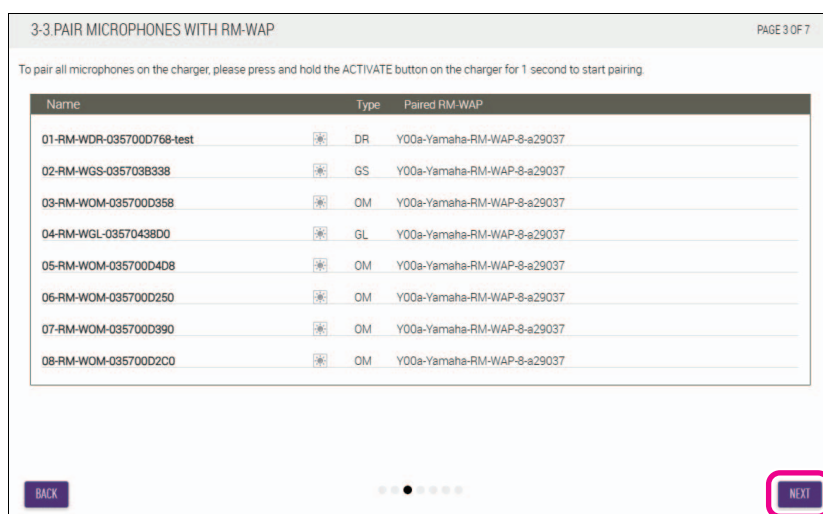 3-3.PAIR MICROPHONES WITH RM-WAP PAGE 3 OF 7
To pair all microphones on the charger, please press and hold the ACTIVATE button on the charger for 1 second to start pairing.
Name Type Paired RM-WAP
01-RM-WDR-035700D768-test DR Y00a-Yamaha-RM-WAP-8-a29037
02-RM-WGS-035703B338 GS Y00a-Yamaha-RM-WAP-8-a29037
03-RM-WOM-035700D358 OM Y00a-Yamaha-RM-WAP-8-a29037
04-RM-WGL-03570438D0 GL Y00a-Yamaha-RM-WAP-8-a29037
05-RM-WOM-035700D4D8 OM Y00a-Yamaha-RM-WAP-8-a29037
06-RM-WOM-035700D250 OM Y00a-Yamaha-RM-WAP-8-a29037
07-RM-WOM-035700D390 OM Y00a-Yamaha-RM-WAP-8-a29037
08-RM-WOM-035700D2C0 OM Y00a-Yamaha-RM-WAP-8-a29037
BACK NEXT